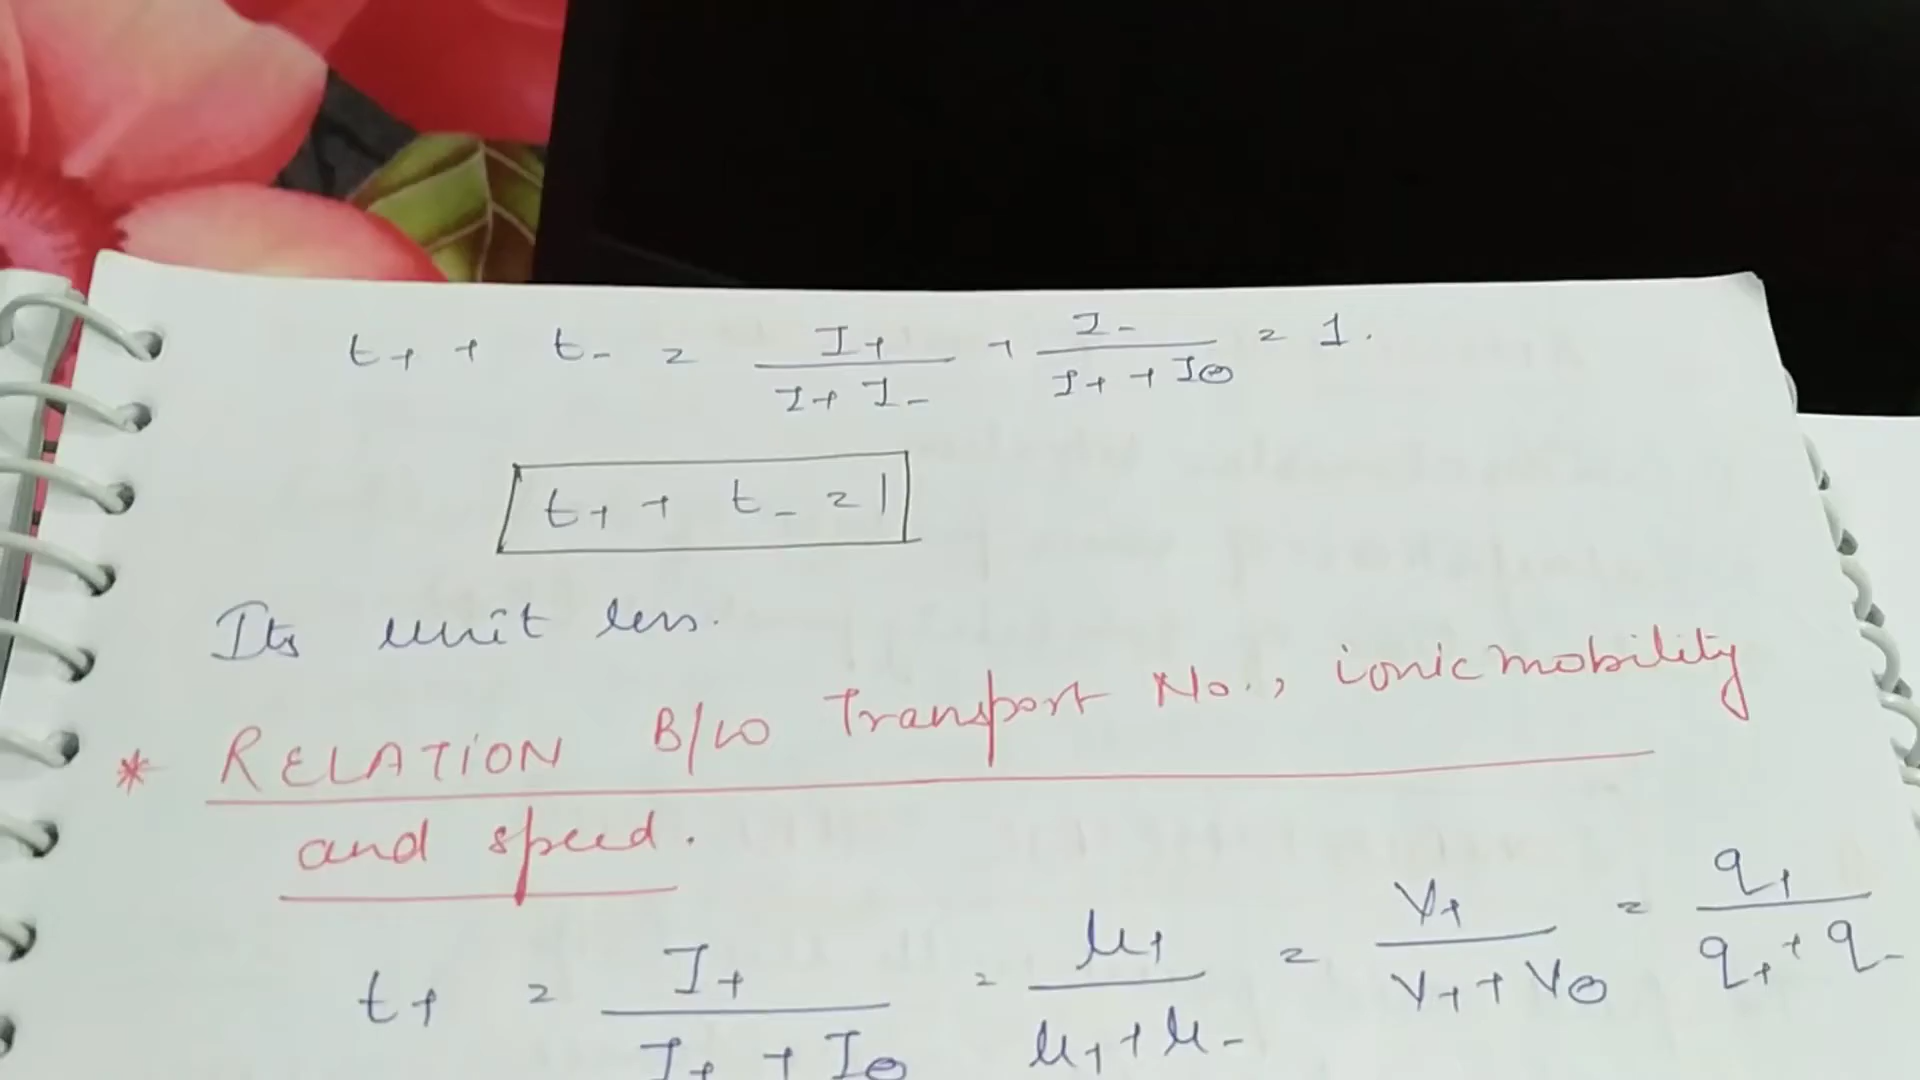 t+ + t- = I+/I+ I- + I-/I+ + I⊖ = 1.
t+ + t- = 1
Its unit less.
* RELATION B/W Transport No., ionic mobility
and speed.
t+ = I+/I+ + I⊖ = μ+/μ+ + μ- = V+/V+ + V⊖ = q+/q+ + q-